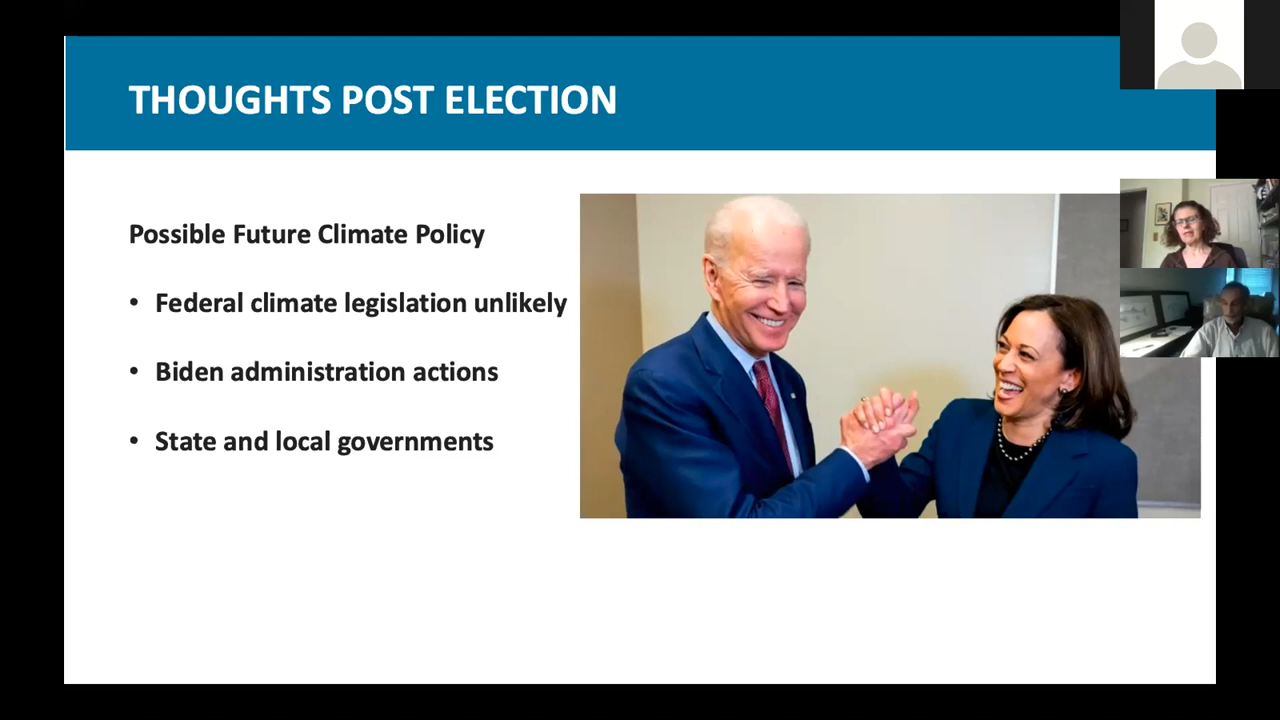 THOUGHTS POST ELECTION
Possible Future Climate Policy
• Federal climate legislation unlikely
• Biden administration actions
• State and local governments